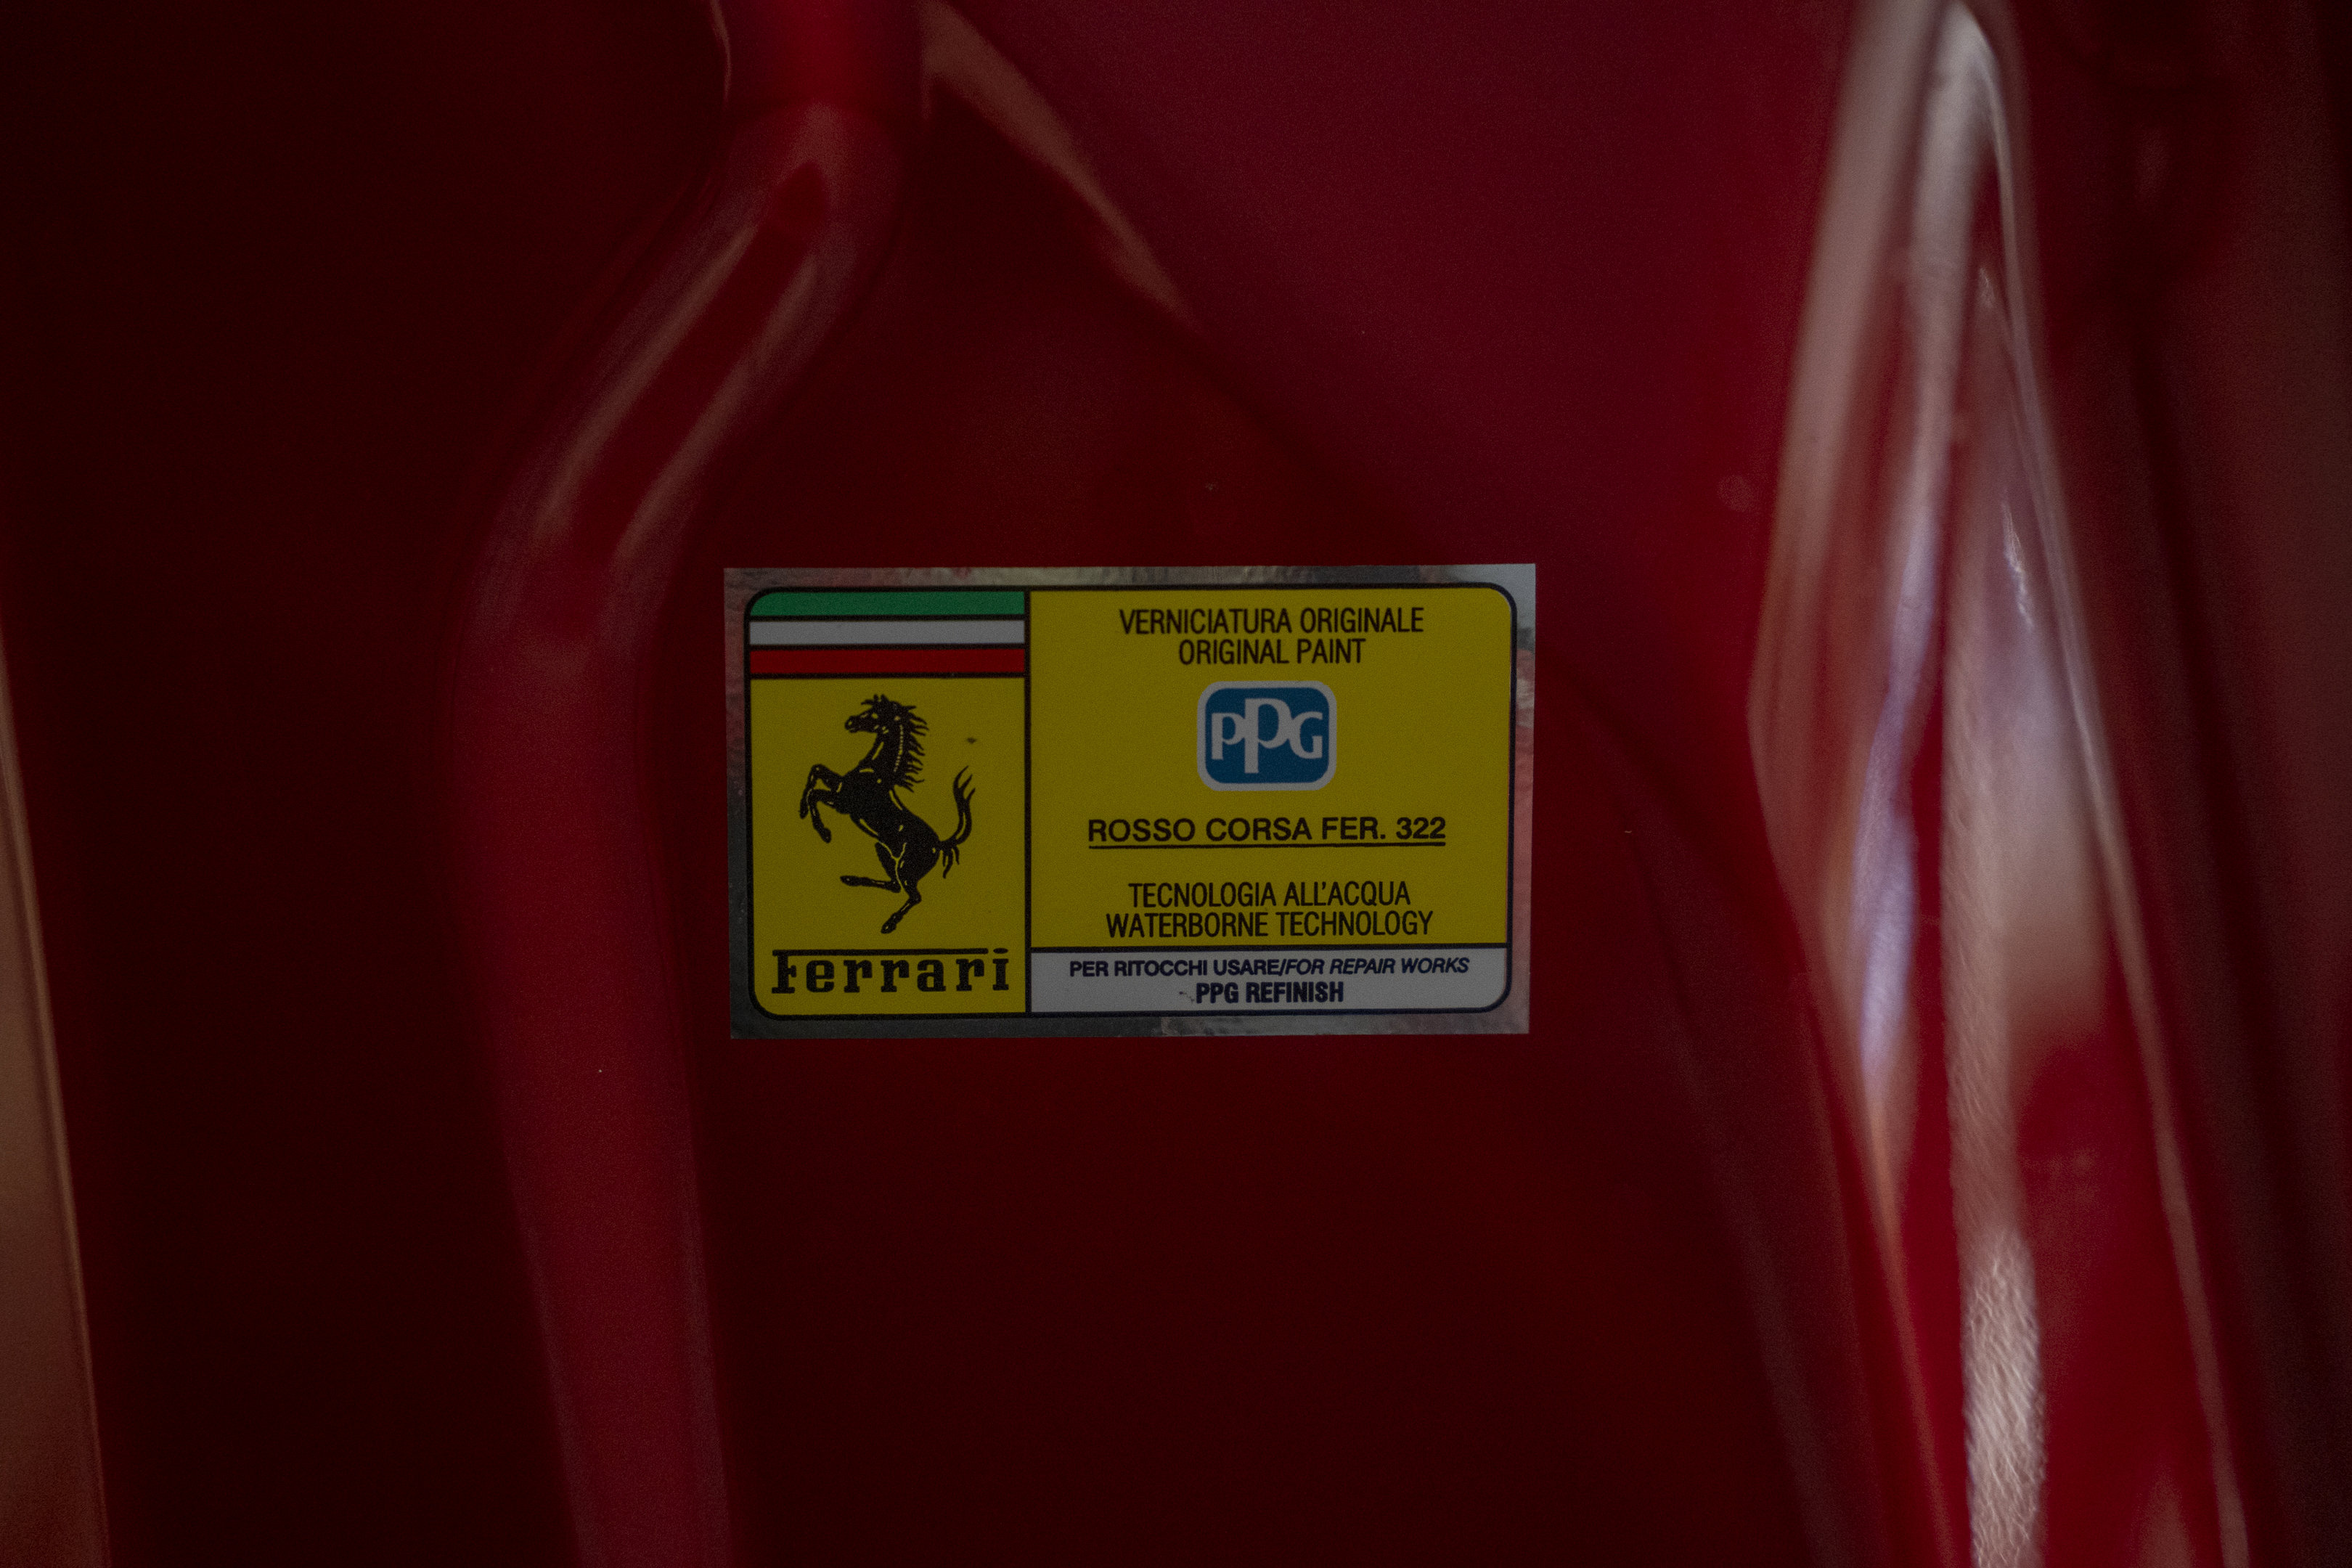 VERNICIATURA ORIGINALE
ORIGINAL PAINT
PPG
ROSSO CORSA FER. 322
TECNOLOGIA ALL'ACQUA
WATERBORNE TECHNOLOGY
Ferrari
PER RITOCCHI USARE/FOR REPAIR WORKS
PPG REFINISH